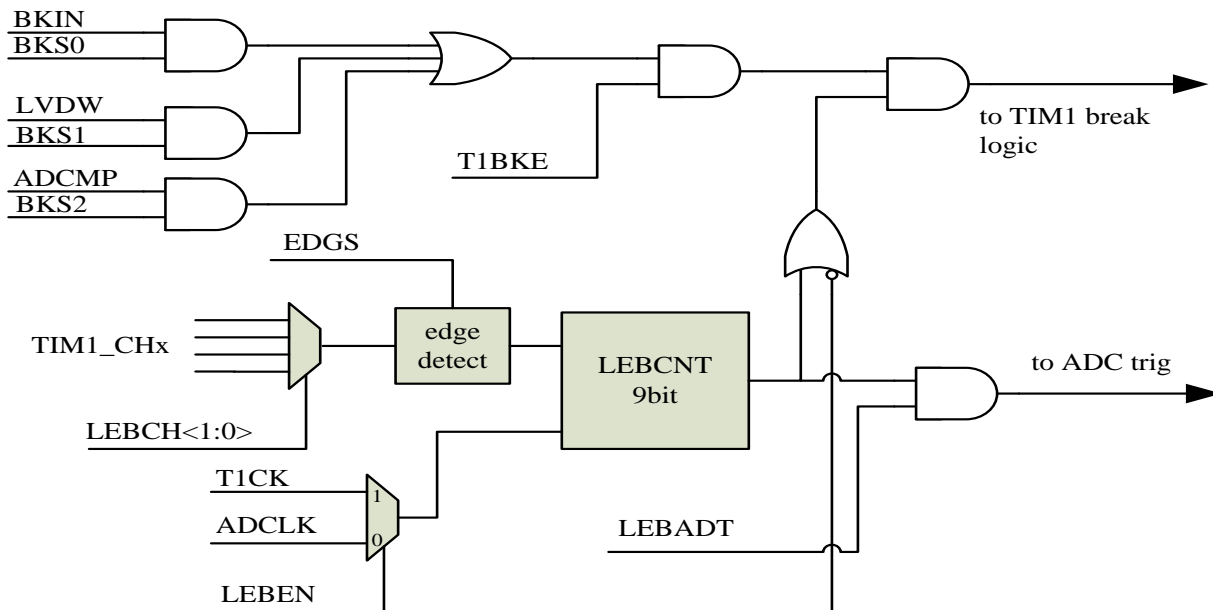 BKIN
BKS0
LVDW
BKS1
ADCMP
BKS2
T1BKE
to TIM1 break
logic
EDGS
TIM1_CHx
edge
detect
LEBCNT
9bit
to ADC trig
LEBCH<1:0>
T1CK
1
ADCLK
0
LEBADT
LEBEN